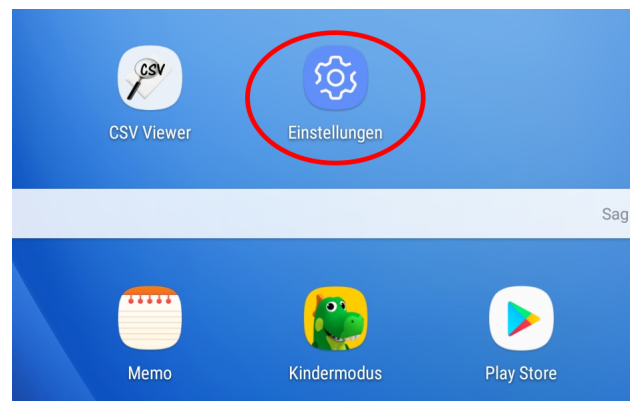 CSV
CSV Viewer
Einstellungen
Sag
Memo
Kindermodus
Play Store